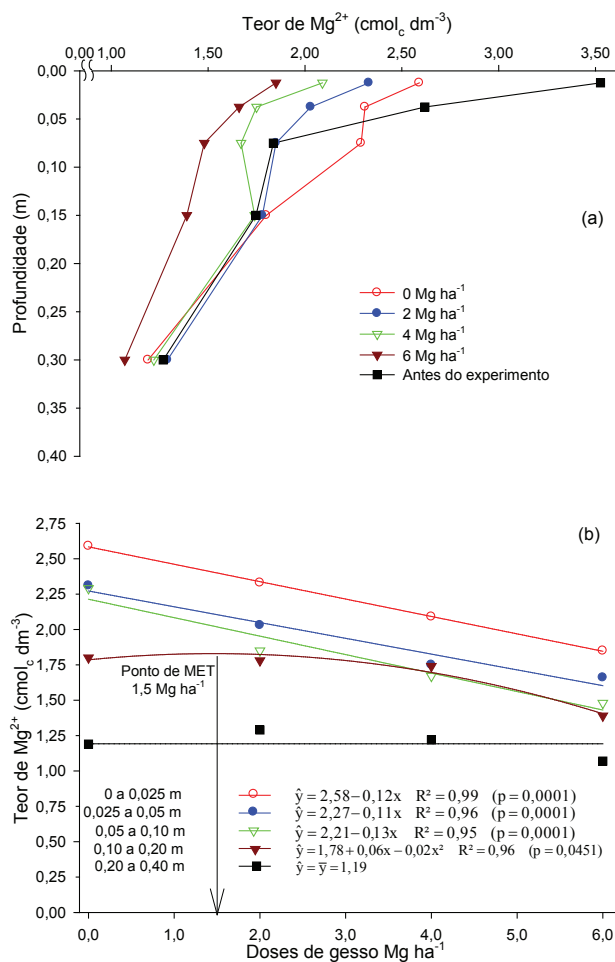 Teor de Mg²⁺ (cmol_c dm⁻³)
0,00 1,00 1,50 2,00 2,50 3,00 3,50
0,00
0,05
0,10
0,15
0,20
0,25
0,30
0,35
0,40
Profundidade (m)
(a)
0 Mg ha⁻¹
2 Mg ha⁻¹
4 Mg ha⁻¹
6 Mg ha⁻¹
Antes do experimento
(b)
2,75
2,50
2,25
2,00
1,75
1,50
1,25
1,00
0,75
0,50
0,25
0,00
Teor de Mg²⁺ (cmol_c dm⁻³)
Ponto de MET
1,5 Mg ha⁻¹
0 a 0,025 m ŷ = 2,58 − 0,12x R² = 0,99 (p = 0,0001)
0,025 a 0,05 m ŷ = 2,27 − 0,11x R² = 0,96 (p = 0,0001)
0,05 a 0,10 m ŷ = 2,21 − 0,13x R² = 0,95 (p = 0,0001)
0,10 a 0,20 m ŷ = 1,78 + 0,06x − 0,02x² R² = 0,96 (p = 0,0451)
0,20 a 0,40 m ŷ = y̅ = 1,19
0,0 1,0 2,0 3,0 4,0 5,0 6,0
Doses de gesso Mg ha⁻¹